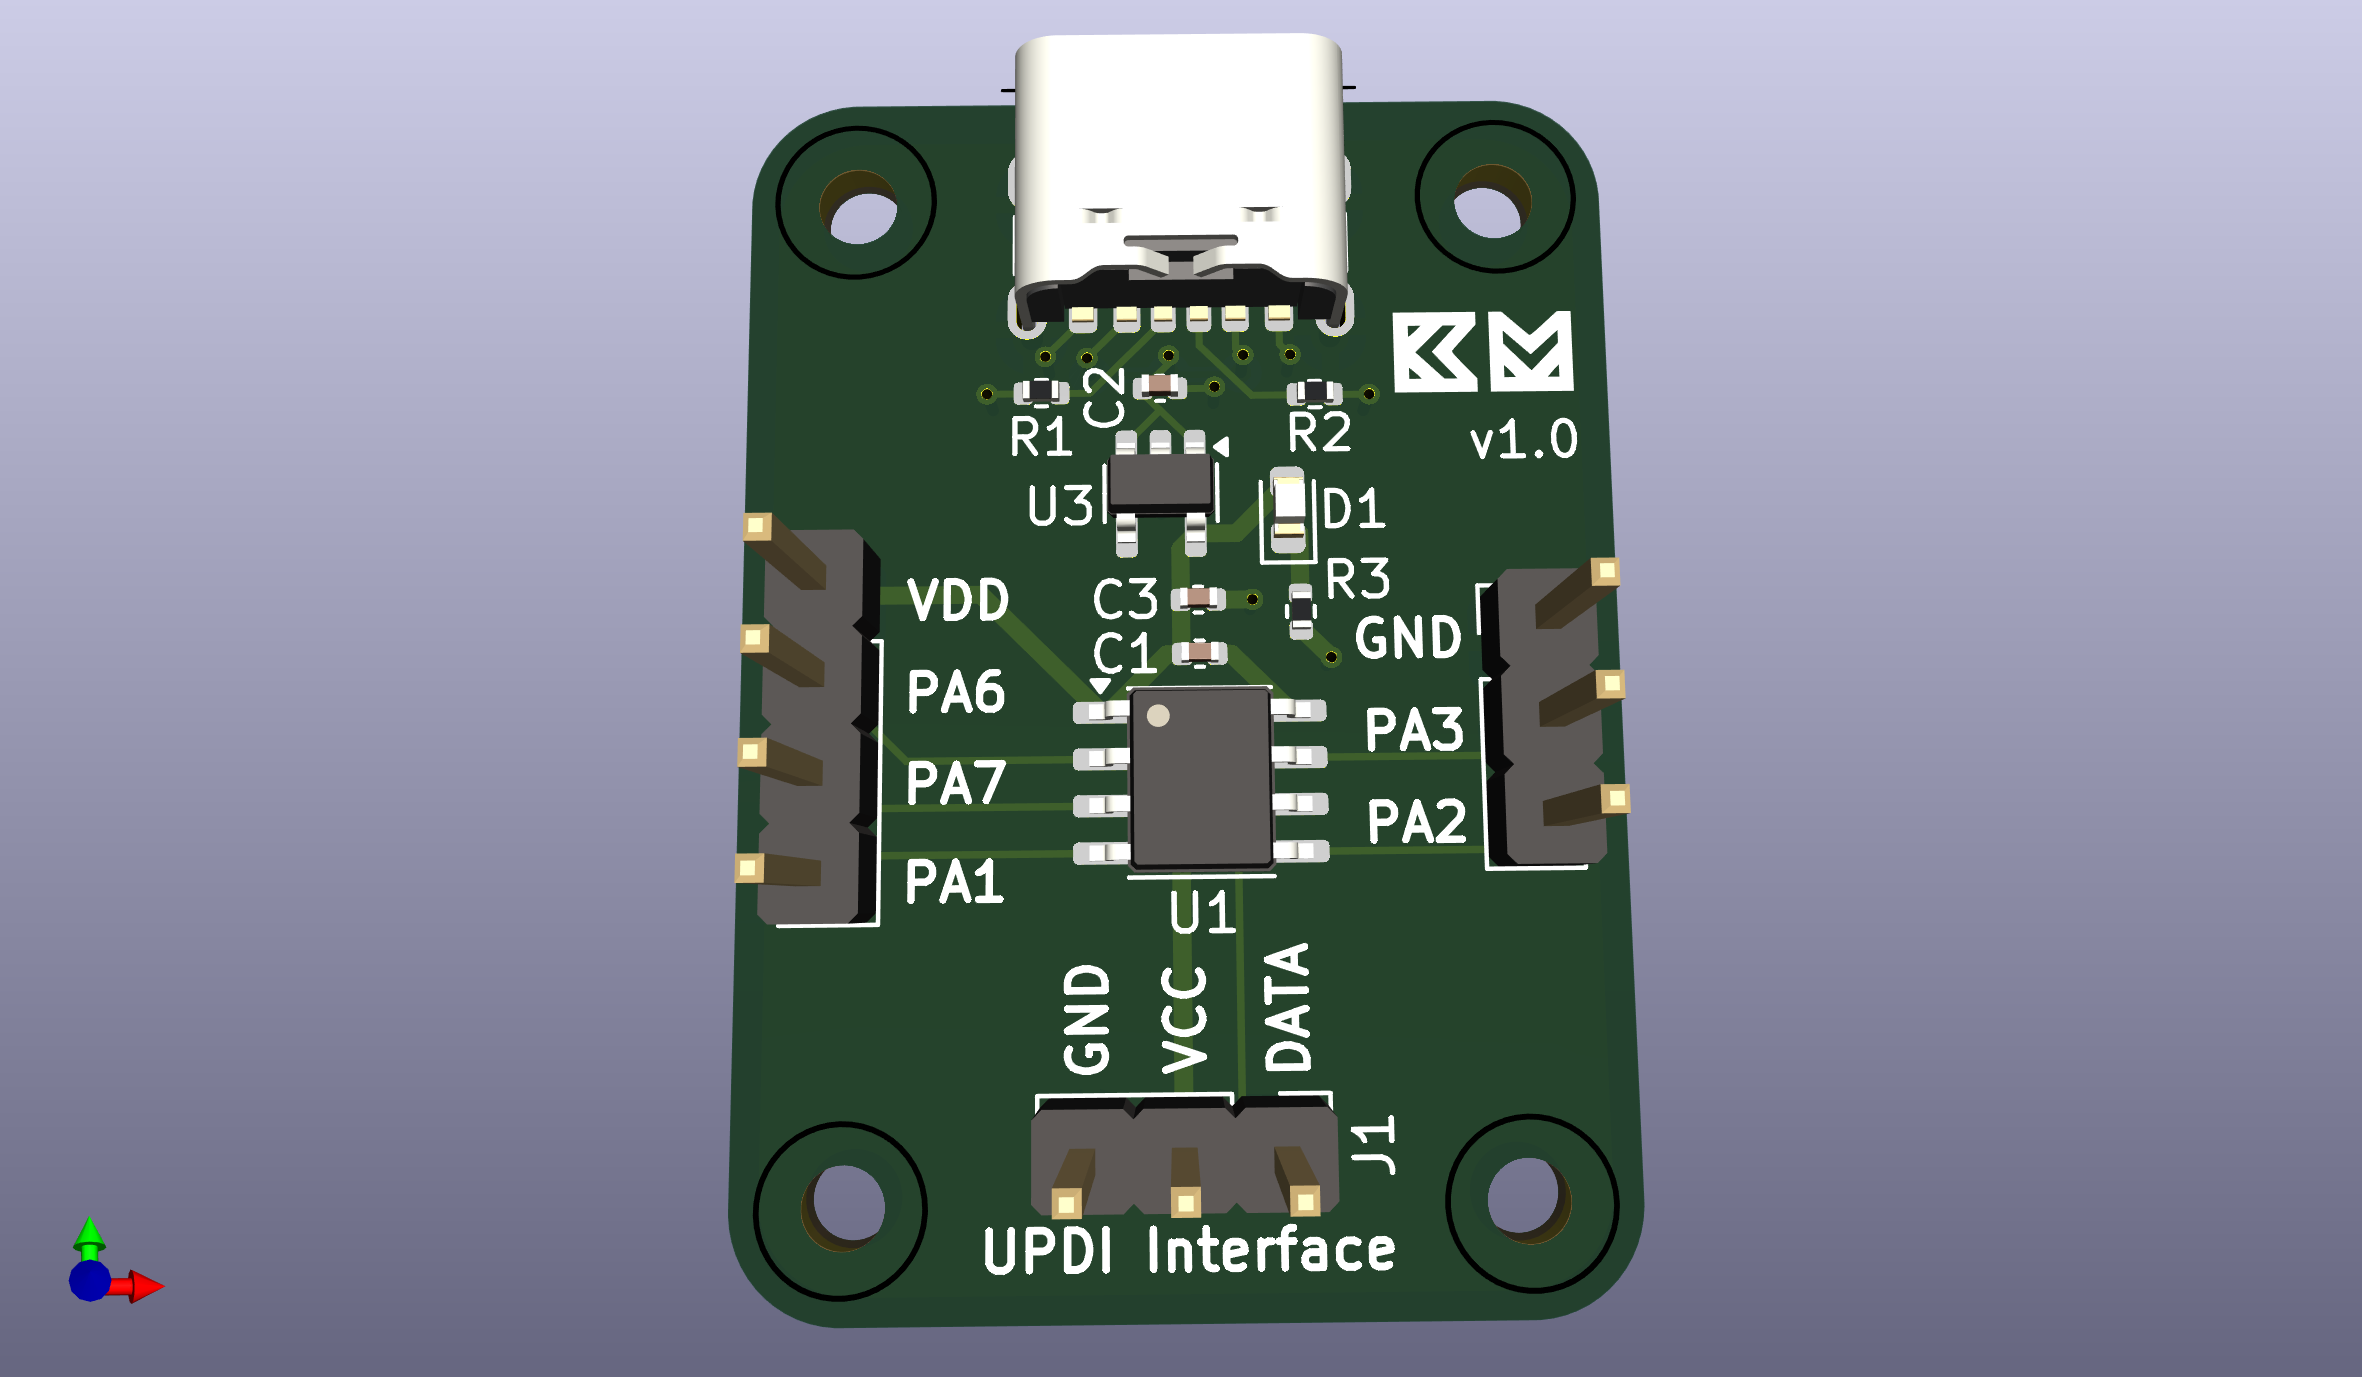 KM
C2
R1
R2
v1.0
U3
D1
R3
VDD
C3
GND
C1
PA6
PA3
PA7
PA2
PA1
U1
GND
VCC
DATA
J1
UPDI Interface